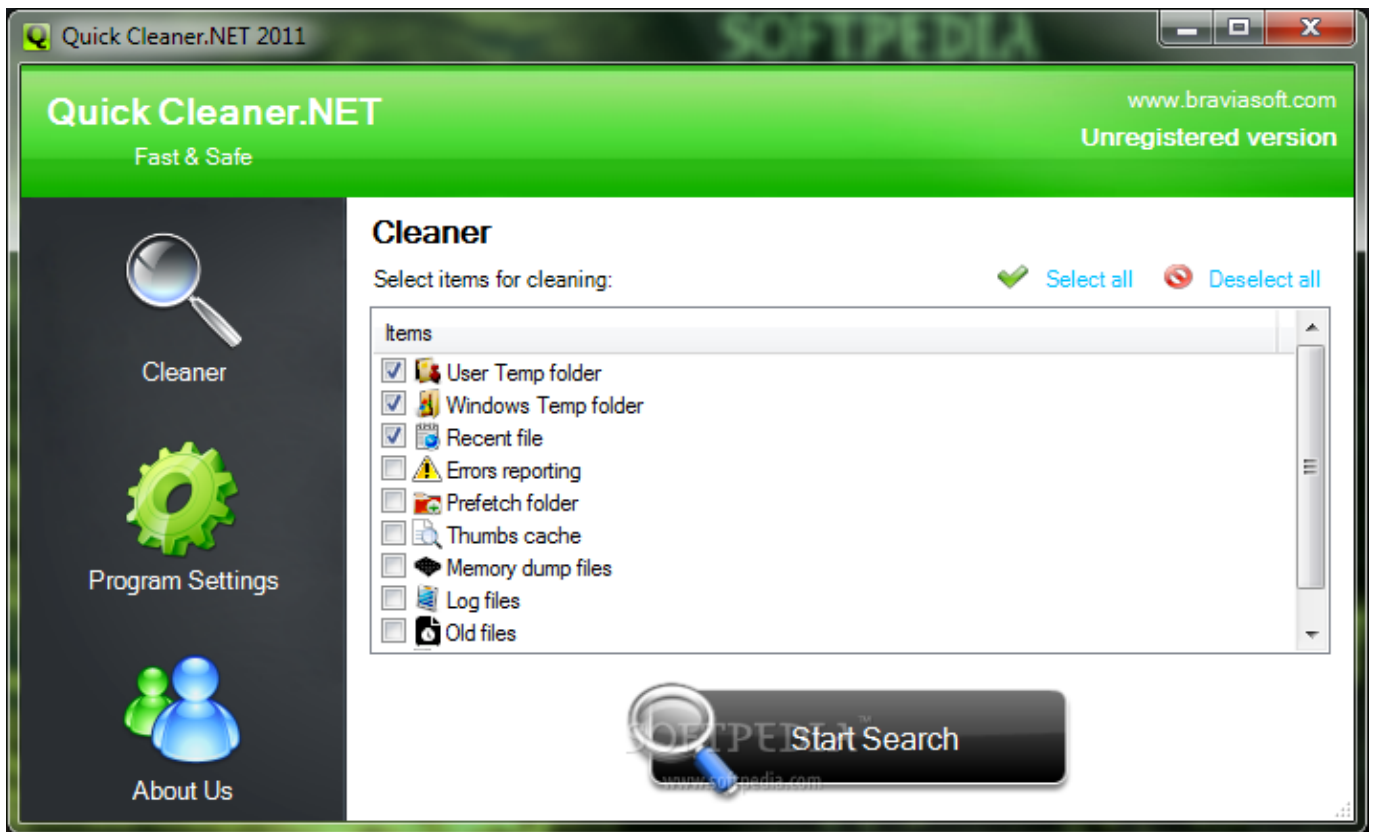 Quick Cleaner.NET 2011
SOFTPEDIA
Quick Cleaner.NET
Fast & Safe
www.braviasoft.com
Unregistered version
Cleaner
Program Settings
About Us
Cleaner
Select items for cleaning:
Select all
Deselect all
Items
User Temp folder
Windows Temp folder
Recent file
Errors reporting
Prefetch folder
Thumbs cache
Memory dump files
Log files
Old files
Start Search
SOFTPEDIA™
www.softpedia.com